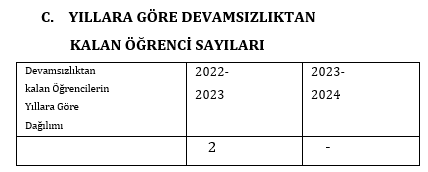 C. YILLARA GÖRE DEVAMSIZLIKTAN
KALAN ÖĞRENCİ SAYILARI
Devamsızlıktan
kalan Öğrencilerin
Yıllara Göre
Dağılımı
2022-
2023
2023-
2024
2
-